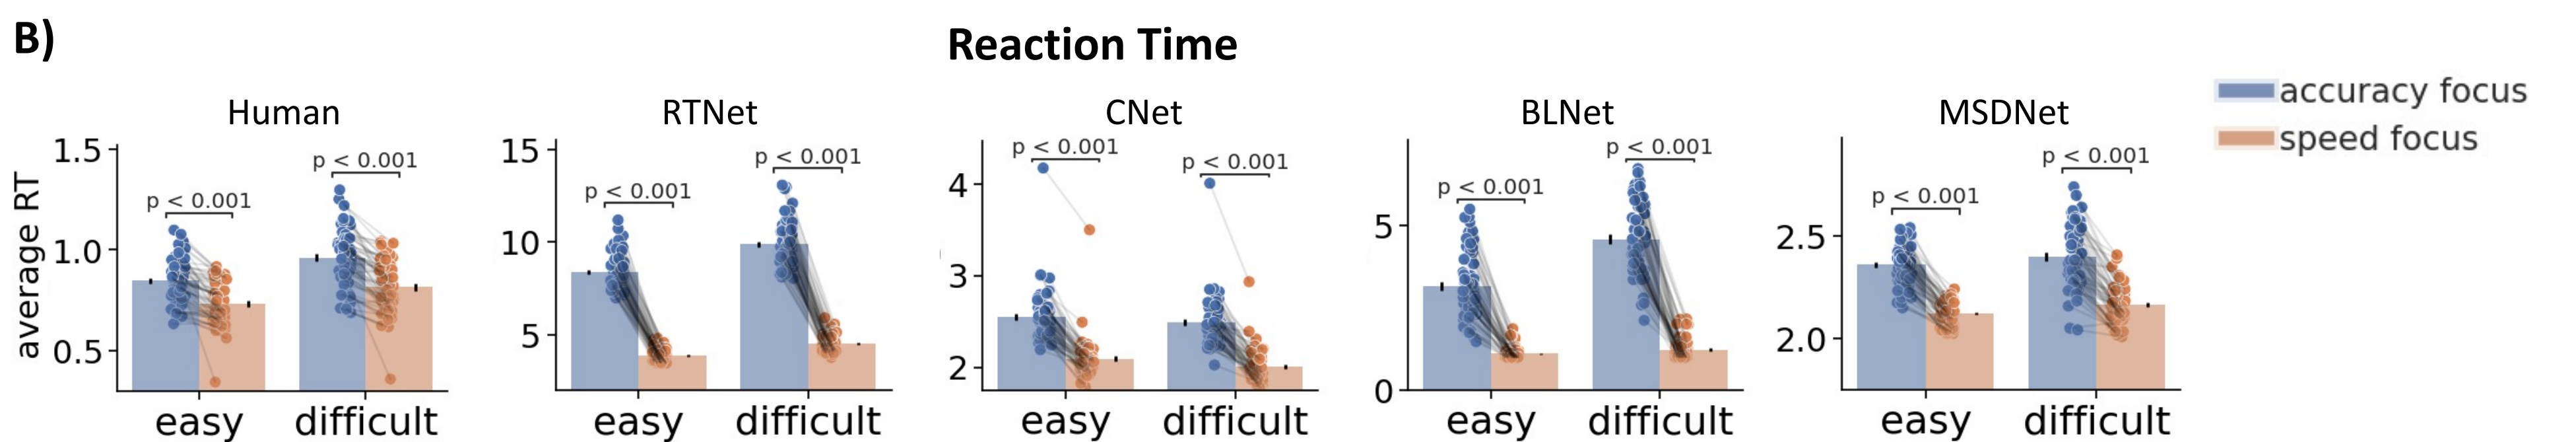 B)
Reaction Time
accuracy focus
speed focus
Human
average RT
1.5
1.0
0.5
p < 0.001
p < 0.001
easy
difficult
RTNet
15
10
5
p < 0.001
p < 0.001
easy
difficult
CNet
4
3
2
p < 0.001
p < 0.001
easy
difficult
BLNet
5
0
p < 0.001
p < 0.001
easy
difficult
MSDNet
2.5
2.0
p < 0.001
p < 0.001
easy
difficult